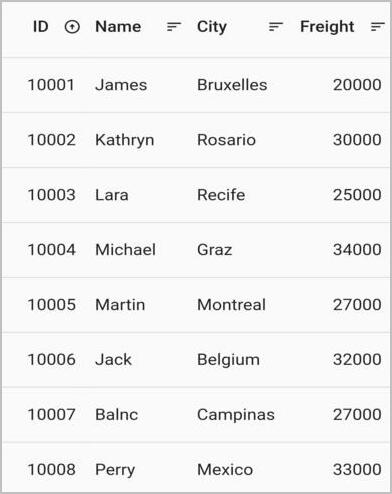 ID Name City Freight
10001 James Bruxelles 20000
10002 Kathryn Rosario 30000
10003 Lara Recife 25000
10004 Michael Graz 34000
10005 Martin Montreal 27000
10006 Jack Belgium 32000
10007 Balnc Campinas 27000
10008 Perry Mexico 33000